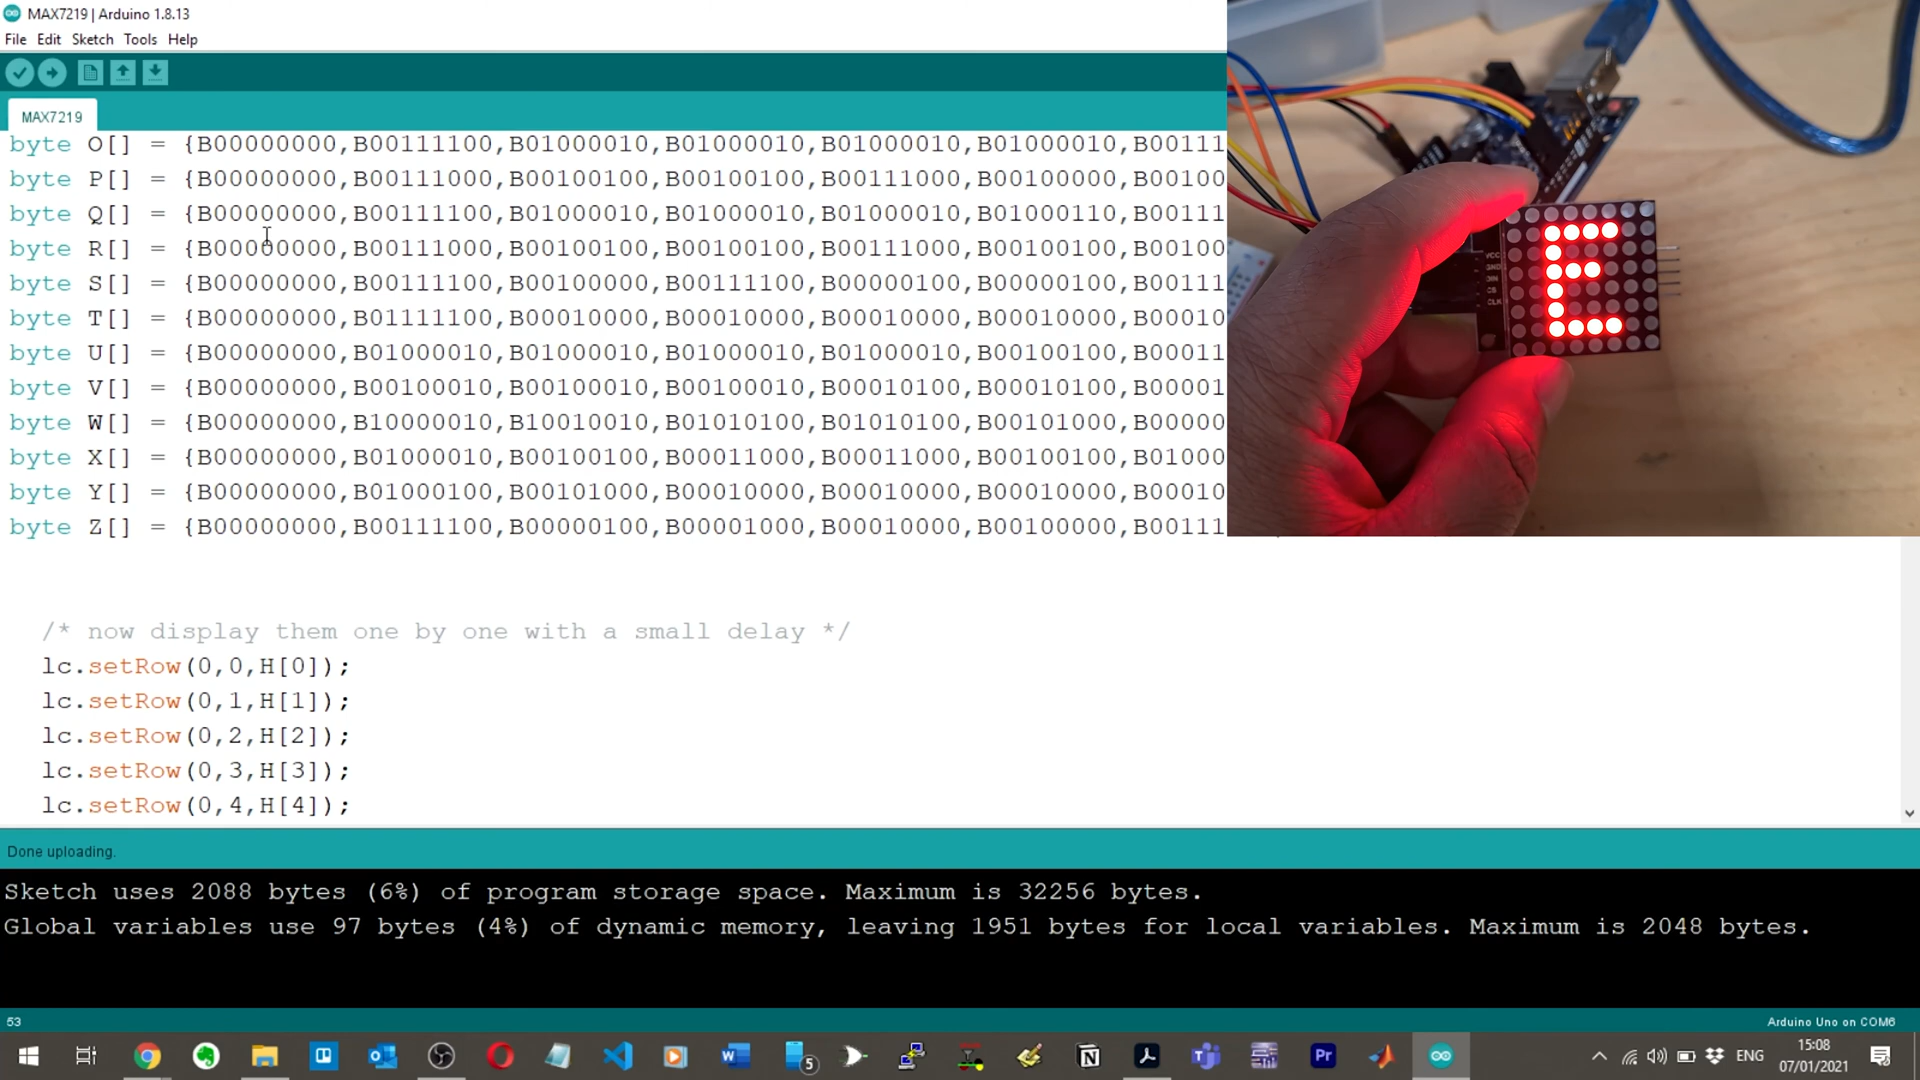 MAX7219 | Arduino 1.8.13
File Edit Sketch Tools Help
MAX7219
byte O[] = {B00000000,B00111100,B01000010,B01000010,B01000010,B01000010,B00111
byte P[] = {B00000000,B00111000,B00100100,B00100100,B00111000,B00100000,B00100
byte Q[] = {B00000000,B00111100,B01000010,B01000010,B01000010,B01000110,B00111
byte R[] = {B00000000,B00111000,B00100100,B00100100,B00111000,B00100100,B00100
byte S[] = {B00000000,B00111100,B00100000,B00111100,B00000100,B00000100,B00111
byte T[] = {B00000000,B01111100,B00010000,B00010000,B00010000,B00010000,B00010
byte U[] = {B00000000,B01000010,B01000010,B01000010,B01000010,B00100100,B00011
byte V[] = {B00000000,B00100010,B00100010,B00100010,B00010100,B00010100,B00001
byte W[] = {B00000000,B10000010,B10010010,B01010100,B01010100,B00101000,B00000
byte X[] = {B00000000,B01000010,B00100100,B00011000,B00011000,B00100100,B01000
byte Y[] = {B00000000,B01000100,B00101000,B00010000,B00010000,B00010000,B00010
byte Z[] = {B00000000,B00111100,B00000100,B00001000,B00010000,B00100000,B00111
/* now display them one by one with a small delay */
lc.setRow(0,0,H[0]);
lc.setRow(0,1,H[1]);
lc.setRow(0,2,H[2]);
lc.setRow(0,3,H[3]);
lc.setRow(0,4,H[4]);
VCC
GND
DIN
CS
CLK
E
Done uploading.
Sketch uses 2088 bytes (6%) of program storage space. Maximum is 32256 bytes.
Global variables use 97 bytes (4%) of dynamic memory, leaving 1951 bytes for local variables. Maximum is 2048 bytes.
53
Arduino Uno on COM6
5
ENG
15:08
07/01/2021